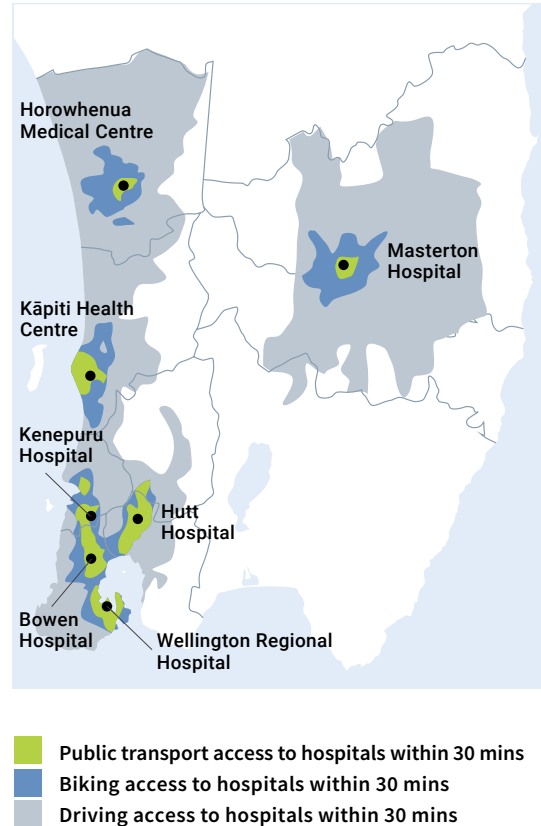 Horowhenua
Medical Centre
Masterton
Hospital
Kāpiti Health
Centre
Kenepuru
Hospital
Hutt
Hospital
Bowen
Hospital
Wellington Regional
Hospital
Public transport access to hospitals within 30 mins
Biking access to hospitals within 30 mins
Driving access to hospitals within 30 mins